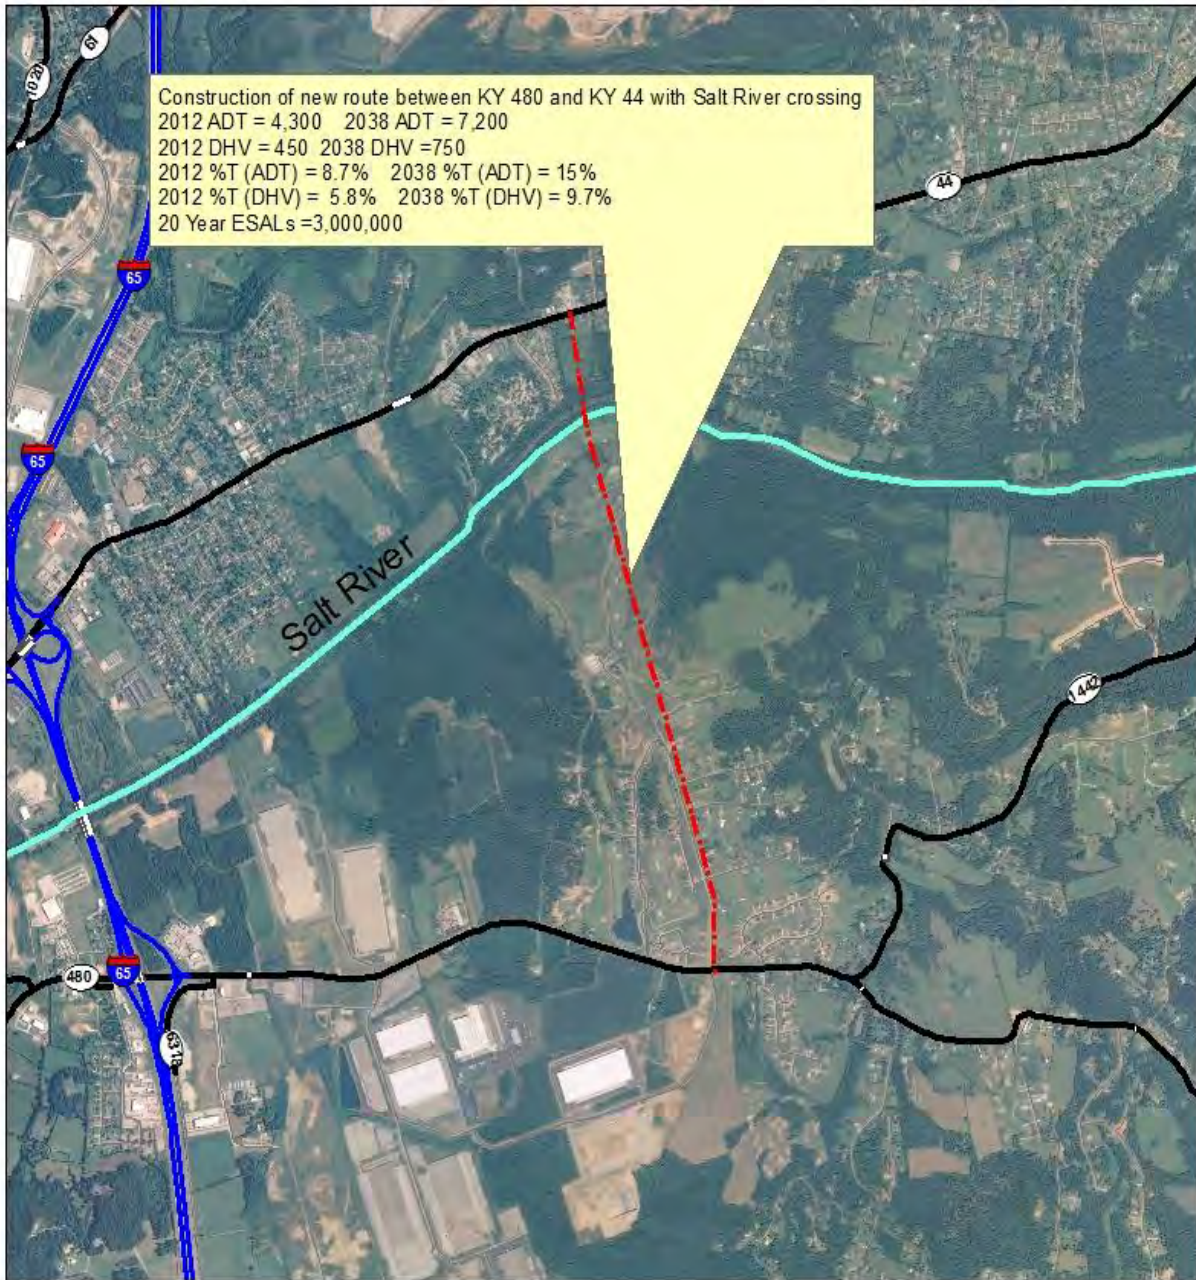 61
1020
Construction of new route between KY 480 and KY 44 with Salt River crossing
2012 ADT = 4,300 2038 ADT = 7,200
2012 DHV = 450 2038 DHV =750
2012 %T (ADT) = 8.7% 2038 %T (ADT) = 15%
2012 %T (DHV) = 5.8% 2038 %T (DHV) = 9.7%
20 Year ESALs =3,000,000
44
65
65
Salt River
1442
480
65